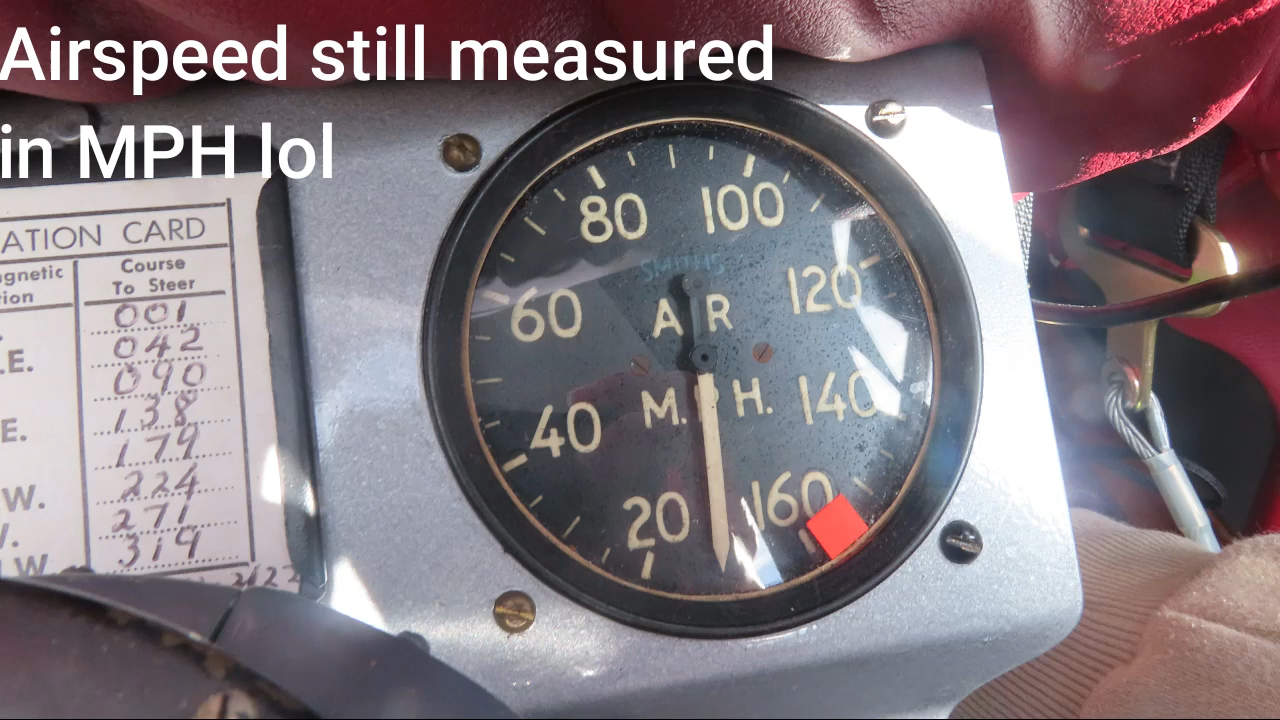 Airspeed still measured
in MPH lol
ATION CARD
agnetic
tion
Course
To Steer
001
.E. 042
090
E. 138
179
W. 224
271
W 319
80 100
SMITHS
60 AIR 120
40 M.P.H. 140
20 160